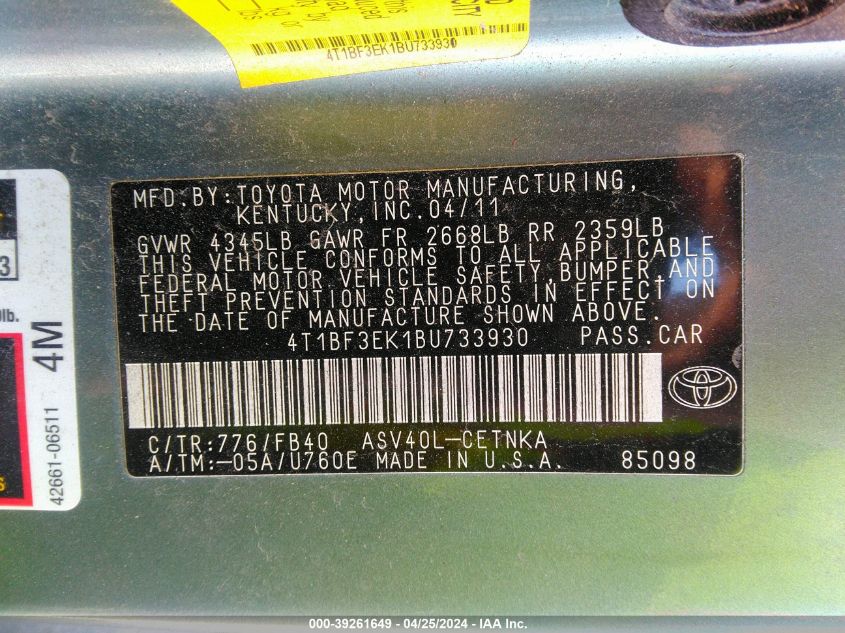 4T1BF3EK1BU733930
MFD.BY:TOYOTA MOTOR MANUFACTURING,
KENTUCKY,INC.04/11
GVWR 4345LB GAWR FR 2668LB RR 2359LB
THIS VEHICLE CONFORMS TO ALL APPLICABLE
FEDERAL MOTOR VEHICLE SAFETY,BUMPER,AND
THEFT PREVENTION STANDARDS IN EFFECT ON
THE DATE OF MANUFACTURE SHOWN ABOVE.
4T1BF3EK1BU733930 PASS.CAR
C/TR:776/FB40 ASV40L-CETNKA
A/TM:-05A/U760E MADE IN U.S.A. 85098
3
lb.
4M
42661-06511
000-39261649 - 04/25/2024 - IAA Inc.